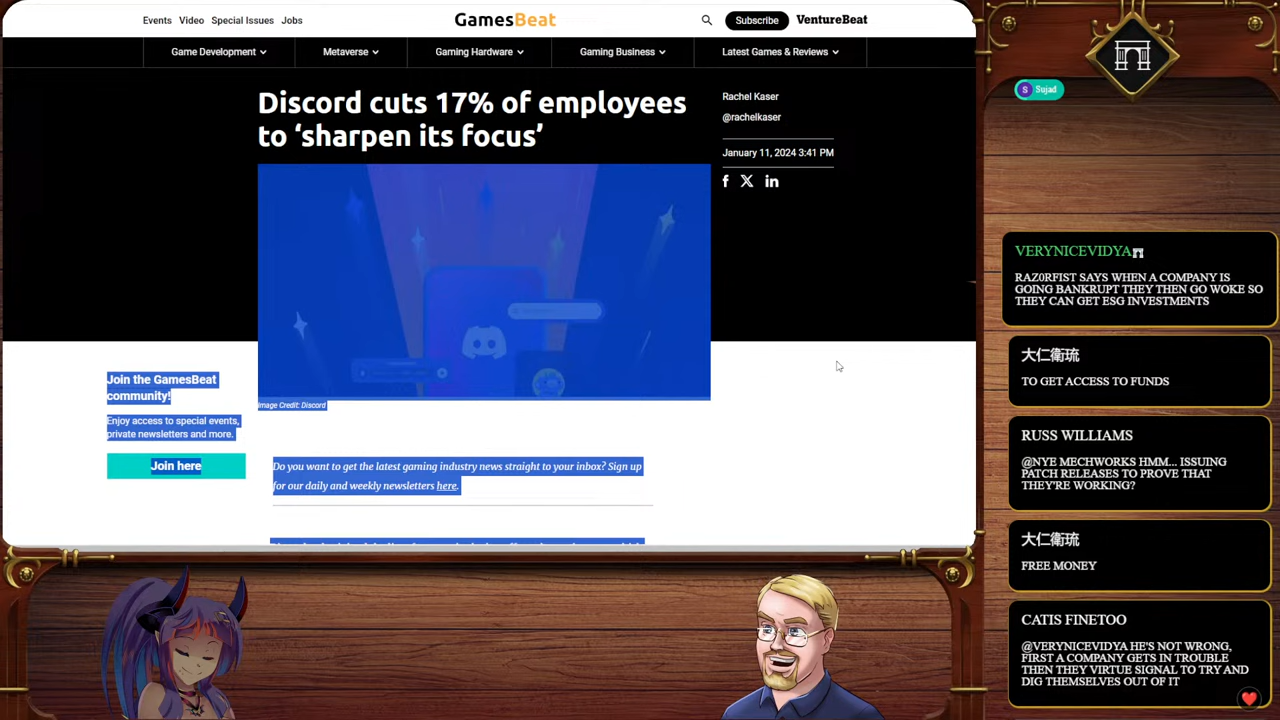 Events Video Special Issues Jobs
GamesBeat
Subscribe VentureBeat
Game Development
Metaverse
Gaming Hardware
Gaming Business
Latest Games & Reviews
Discord cuts 17% of employees
to ‘sharpen its focus’
Rachel Kaser
@rachelkaser
January 11, 2024 3:41 PM
Image Credit: Discord
Join the GamesBeat
community!
Enjoy access to special events,
private newsletters and more.
Join here
Do you want to get the latest gaming industry news straight to your inbox? Sign up
for our daily and weekly newsletters here.
S Sujad
VERYNICEVIDYA
RAZ0RFIST SAYS WHEN A COMPANY IS
GOING BANKRUPT THEY THEN GO WOKE SO
THEY CAN GET ESG INVESTMENTS
大仁衛琉
TO GET ACCESS TO FUNDS
RUSS WILLIAMS
@NYE MECHWORKS HMM... ISSUING
PATCH RELEASES TO PROVE THAT
THEY'RE WORKING?
大仁衛琉
FREE MONEY
CATIS FINETOO
@VERYNICEVIDYA HE'S NOT WRONG,
FIRST A COMPANY GETS IN TROUBLE
THEN THEY VIRTUE SIGNAL TO TRY AND
DIG THEMSELVES OUT OF IT